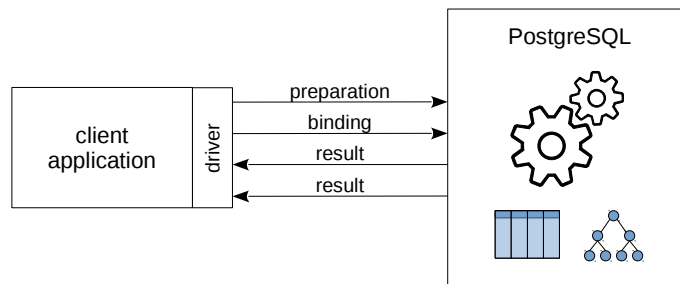 PostgreSQL
client
application
driver
preparation
binding
result
result